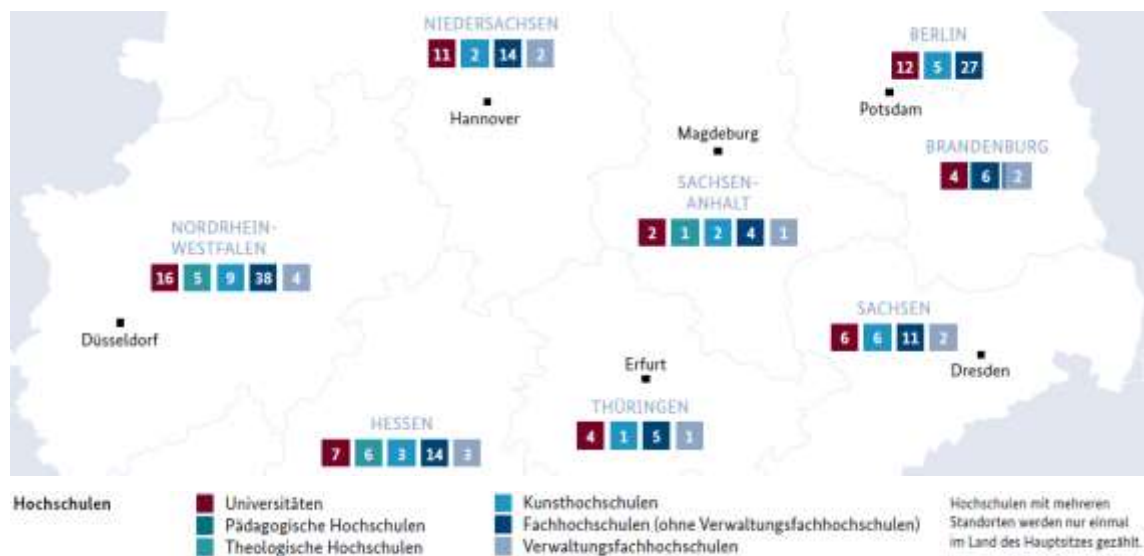 NIEDERSACHSEN
11 2 14 2
Hannover
BERLIN
12 5 27
Potsdam
Magdeburg
BRANDENBURG
4 6 2
SACHSEN-
ANHALT
2 1 2 4 1
NORDRHEIN-
WESTFALEN
16 5 9 38 4
Düsseldorf
SACHSEN
6 6 11 2
Dresden
Erfurt
THÜRINGEN
4 1 5 1
HESSEN
7 6 3 14 3
Hochschulen
Universitäten
Pädagogische Hochschulen
Theologische Hochschulen
Kunsthochschulen
Fachhochschulen (ohne Verwaltungsfachhochschulen)
Verwaltungsfachhochschulen
Hochschulen mit mehreren
Standorten werden nur einmal
im Land des Hauptsitzes gezählt.